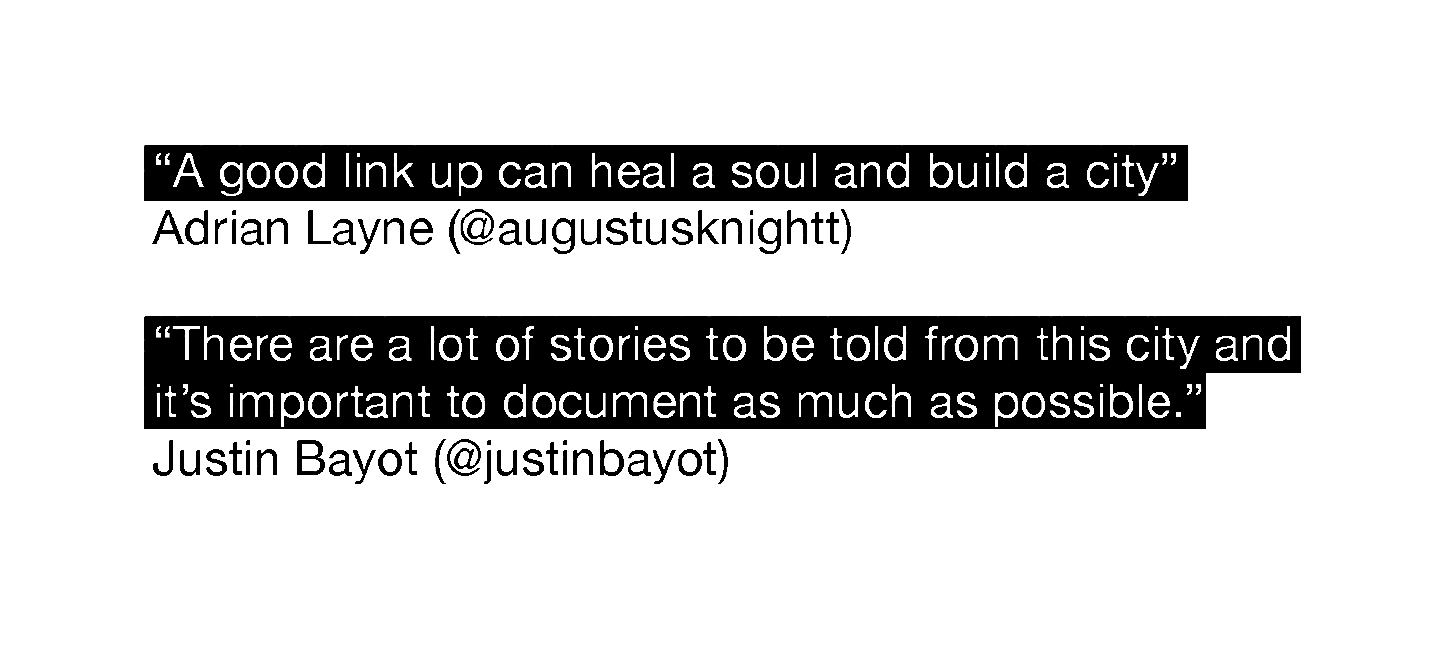 “A good link up can heal a soul and build a city”
Adrian Layne (@augustusknightt)
“There are a lot of stories to be told from this city and
it’s important to document as much as possible.”
Justin Bayot (@justinbayot)